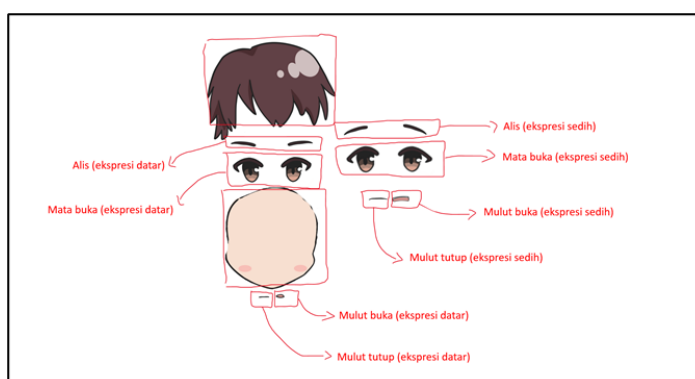 Alis (ekspresi sedih)
Alis (ekspresi datar)
Mata buka (ekspresi sedih)
Mata buka (ekspresi datar)
Mulut buka (ekspresi sedih)
Mulut tutup (ekspresi sedih)
Mulut buka (ekspresi datar)
Mulut tutup (ekspresi datar)